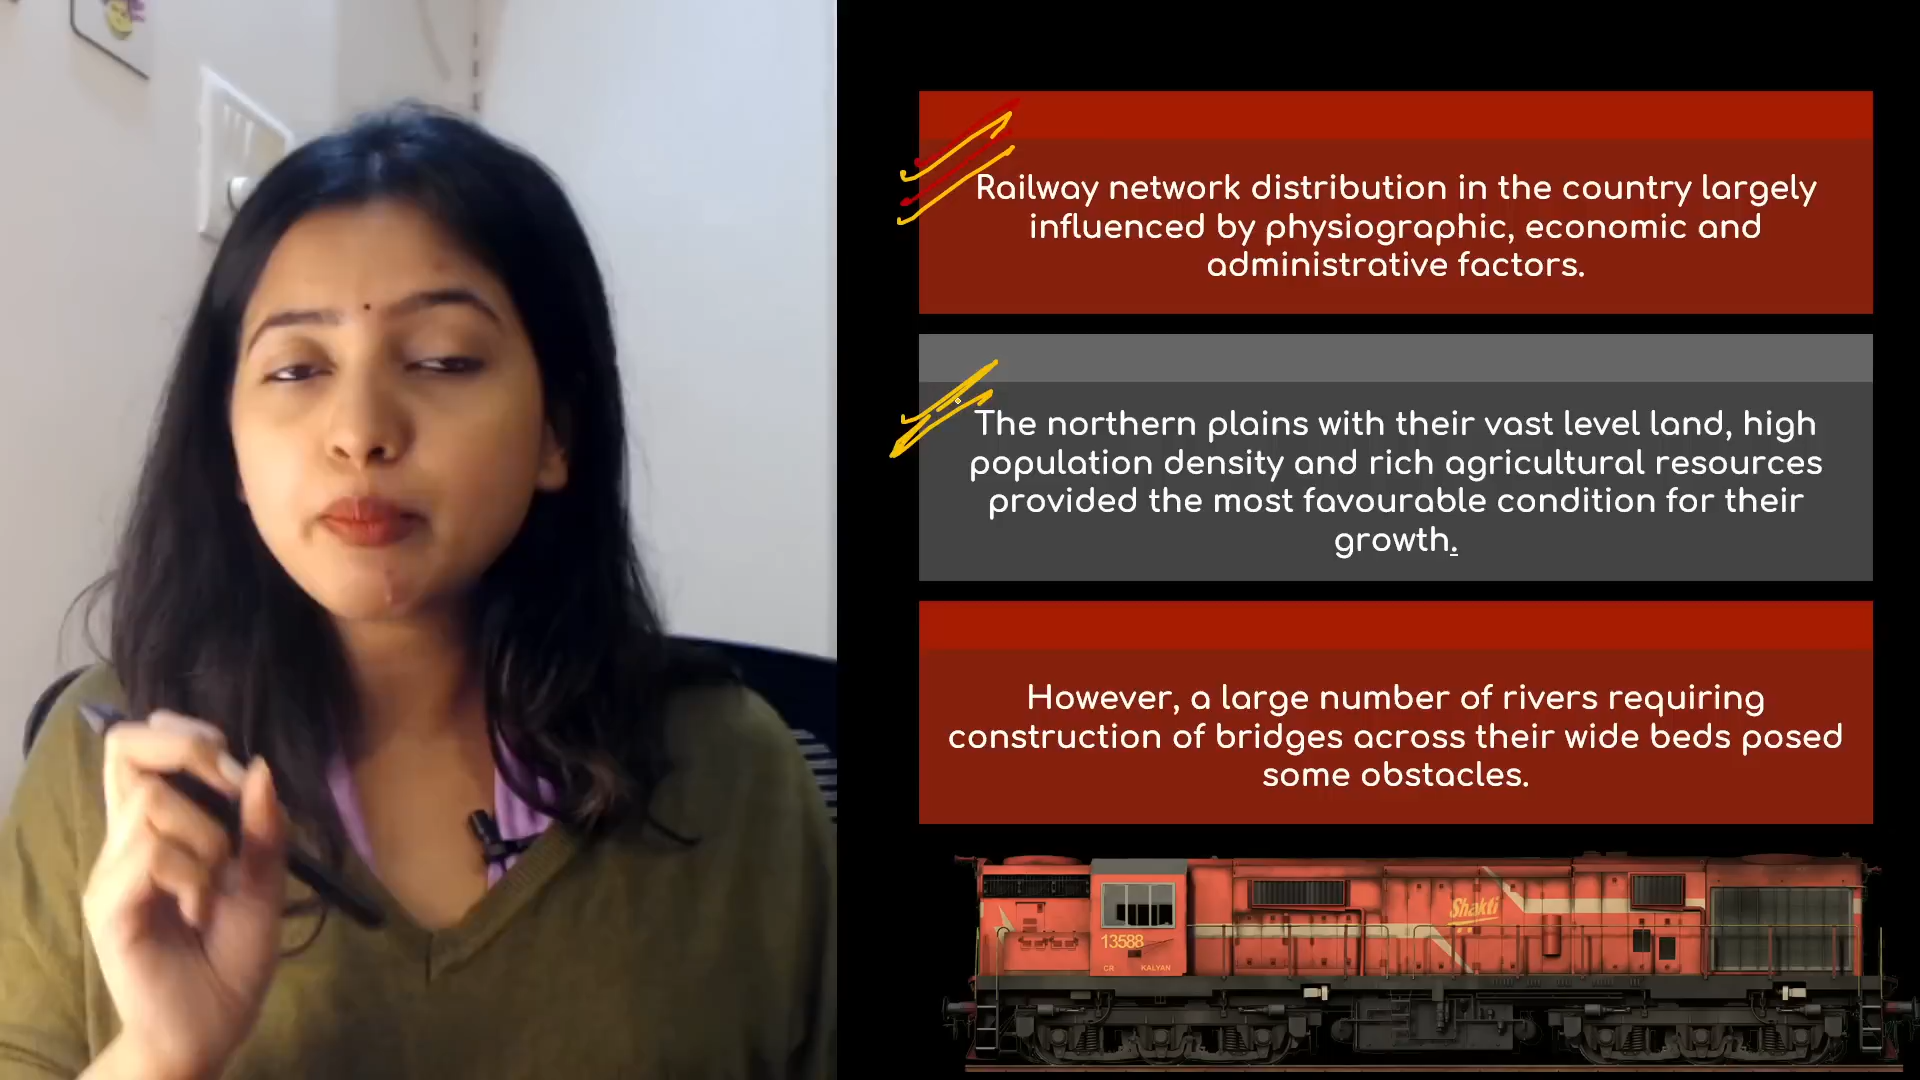 Railway network distribution in the country largely
influenced by physiographic, economic and
administrative factors.
The northern plains with their vast level land, high
population density and rich agricultural resources
provided the most favourable condition for their
growth.
However, a large number of rivers requiring
construction of bridges across their wide beds posed
some obstacles.
Shakti
13588
CR KALYAN